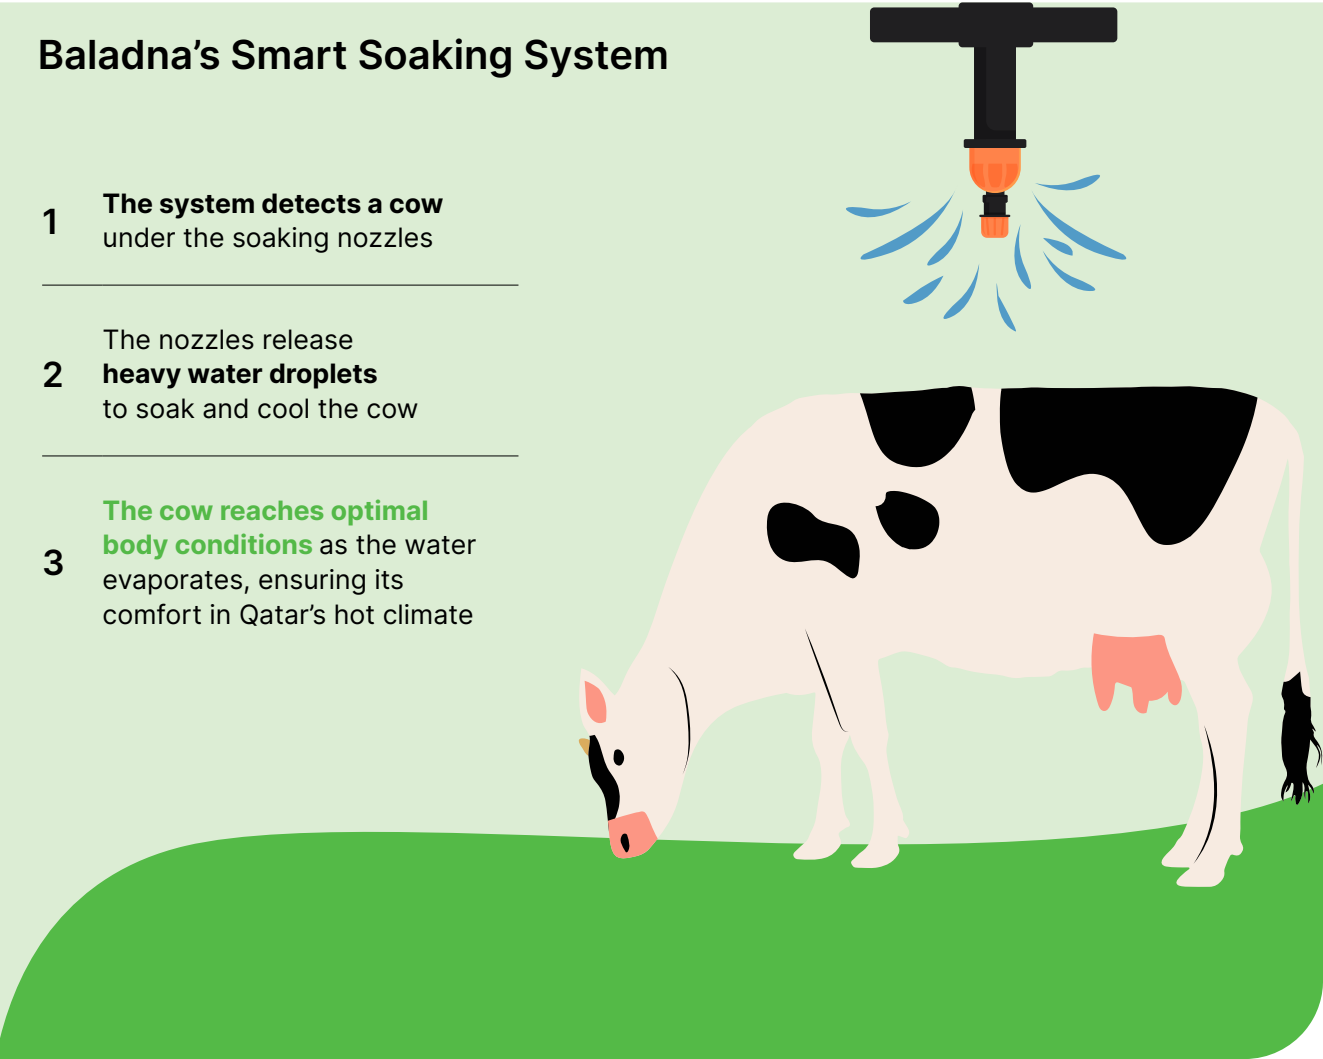 Baladna’s Smart Soaking System
1
The system detects a cow
under the soaking nozzles
2
The nozzles release
heavy water droplets
to soak and cool the cow
3
The cow reaches optimal
body conditions as the water
evaporates, ensuring its
comfort in Qatar’s hot climate